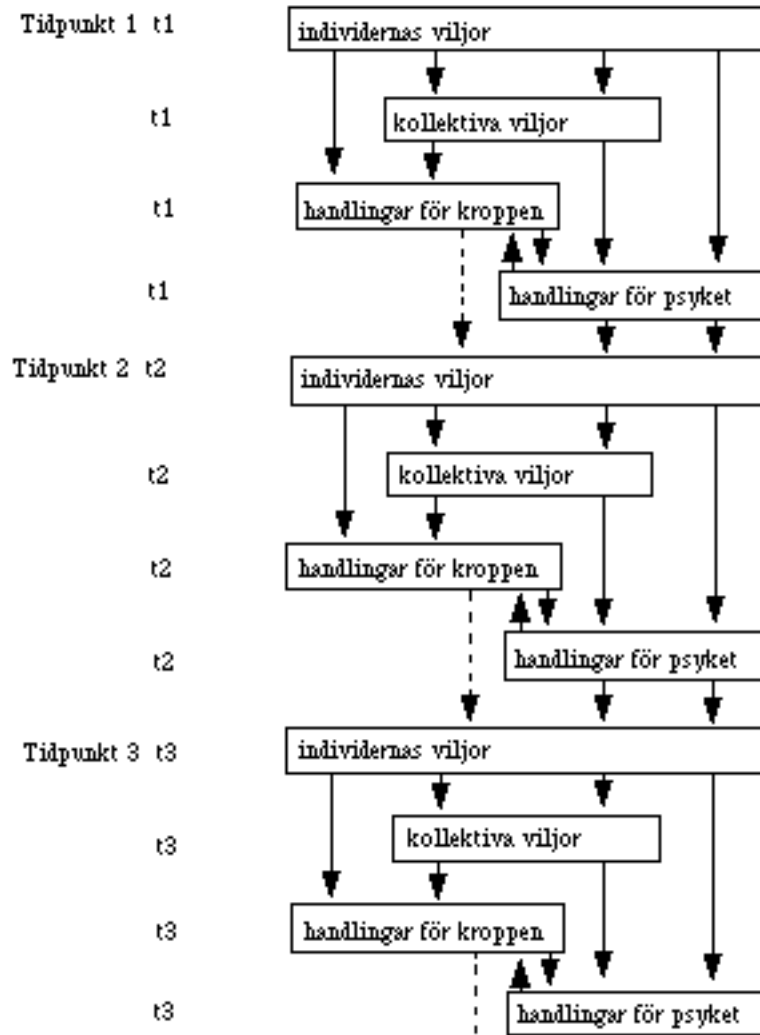 Tidpunkt 1 t1 individernas viljor
t1 kollektiva viljor
t1 handlingar för kroppen
t1 handlingar för psyket
Tidpunkt 2 t2 individernas viljor
t2 kollektiva viljor
t2 handlingar för kroppen
t2 handlingar för psyket
Tidpunkt 3 t3 individernas viljor
t3 kollektiva viljor
t3 handlingar för kroppen
t3 handlingar för psyket